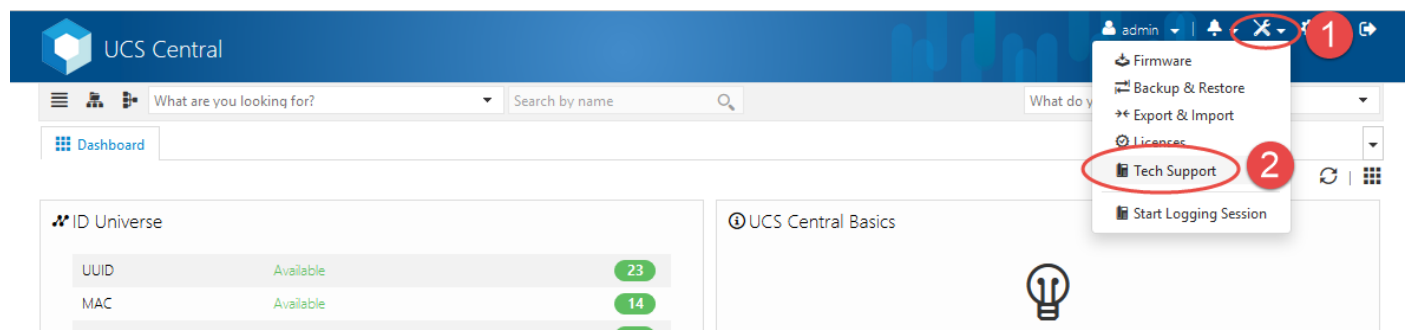 UCS Central
admin
1
What are you looking for?
Search by name
What do y
Firmware
Backup & Restore
Export & Import
Licenses
Tech Support
2
Start Logging Session
Dashboard
ID Universe
UUID Available 23
MAC Available 14
UCS Central Basics